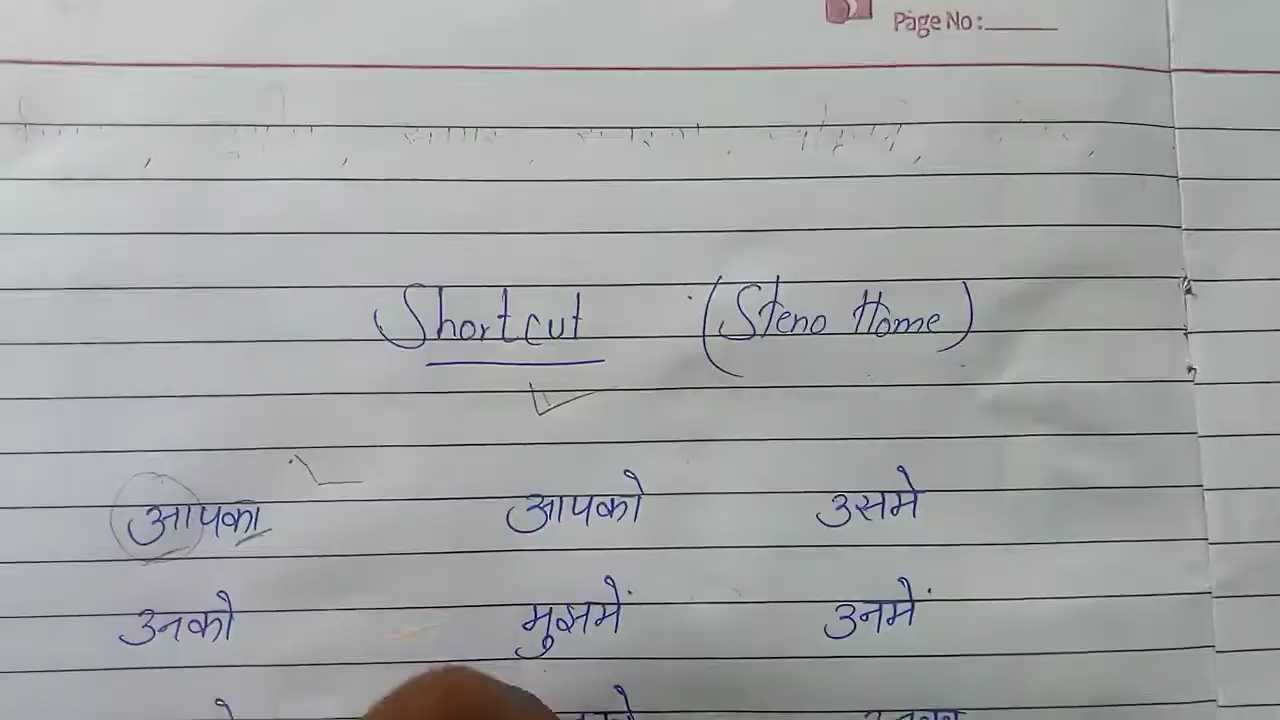 Page No:
Shortcut (Steno Home)
आपका आपको उसमे
उनको मुझमें उनमें